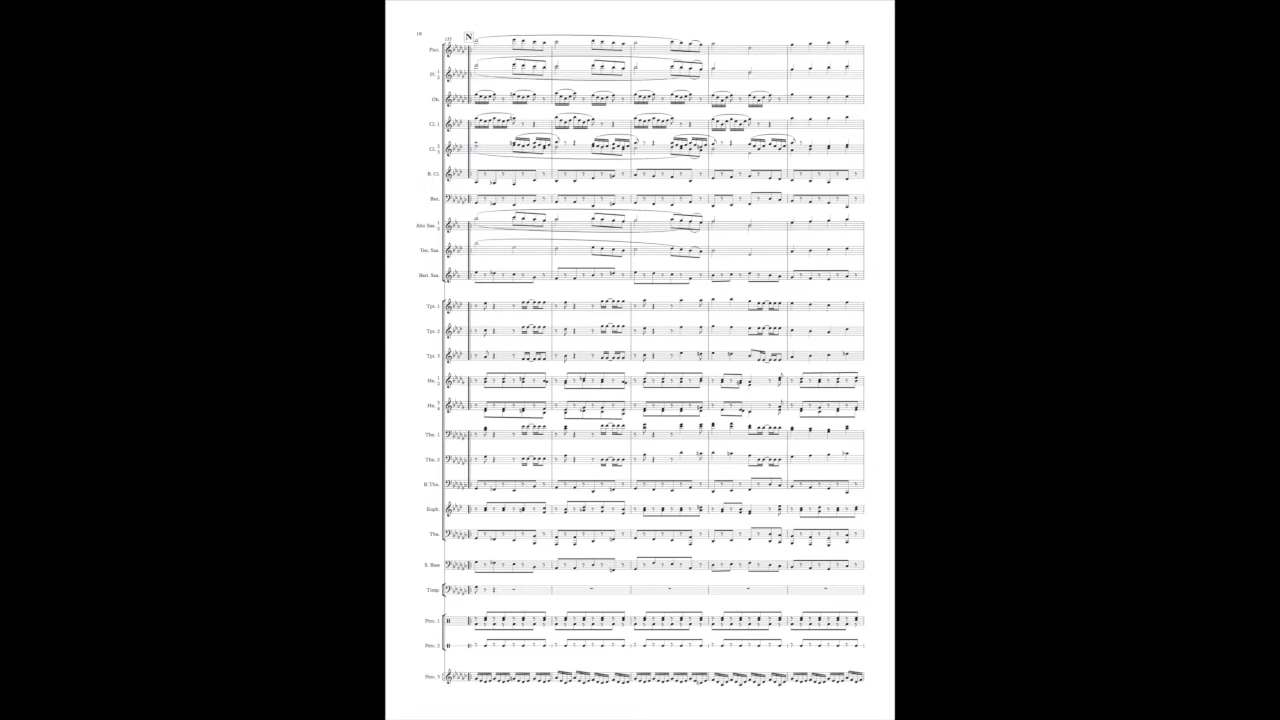 18
N
Picc.
Fl. 1 2
Ob.
Cl. 1
Cl. 2 3
B. Cl.
Bsn.
Alto Sax. 1 2
Ten. Sax.
Bari. Sax.
Tpt. 1
Tpt. 2
Tpt. 3
Hn. 1 2
Hn. 3 4
Tbn. 1
Tbn. 2
B. Tbn.
Euph.
Tba.
S. Bass
Timp.
Perc. 1
Perc. 2
Perc. 3